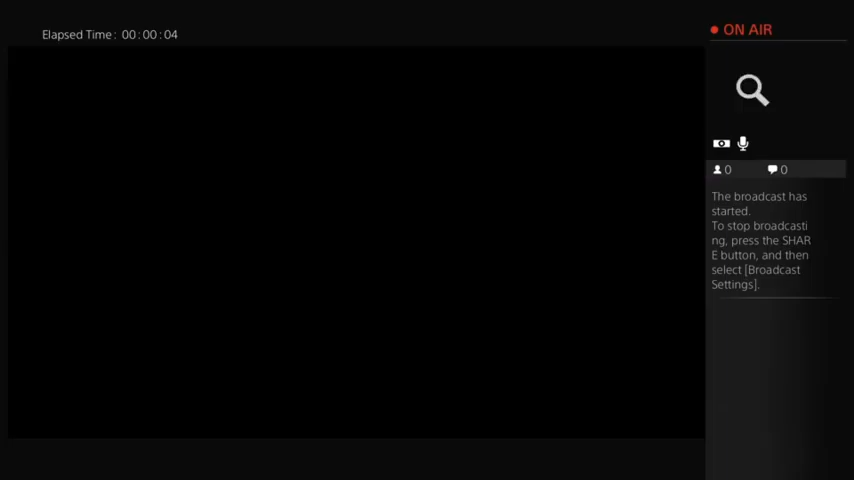 Elapsed Time: 00:00:04
ON AIR
0 0
The broadcast has
started.
To stop broadcasti
ng, press the SHAR
E button, and then
select [Broadcast
Settings].